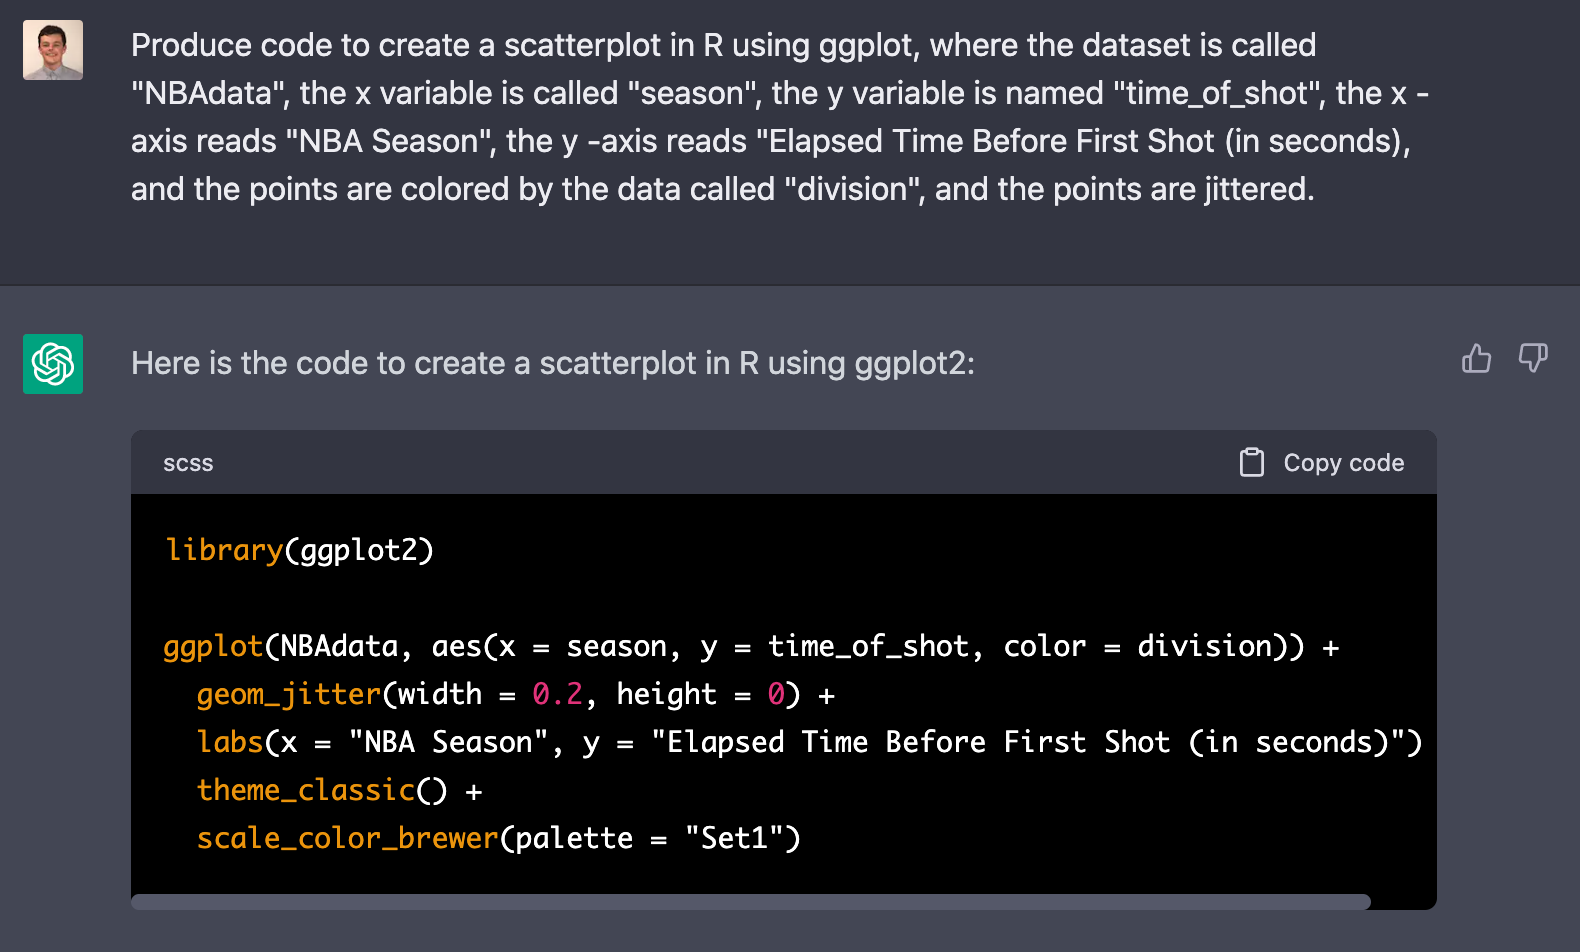 Produce code to create a scatterplot in R using ggplot, where the dataset is called
"NBAdata", the x variable is called "season", the y variable is named "time_of_shot", the x -
axis reads "NBA Season", the y -axis reads "Elapsed Time Before First Shot (in seconds),
and the points are colored by the data called "division", and the points are jittered.
Here is the code to create a scatterplot in R using ggplot2:
scss
Copy code
library(ggplot2)
ggplot(NBAdata, aes(x = season, y = time_of_shot, color = division)) +
geom_jitter(width = 0.2, height = 0) +
labs(x = "NBA Season", y = "Elapsed Time Before First Shot (in seconds)")
theme_classic() +
scale_color_brewer(palette = "Set1")